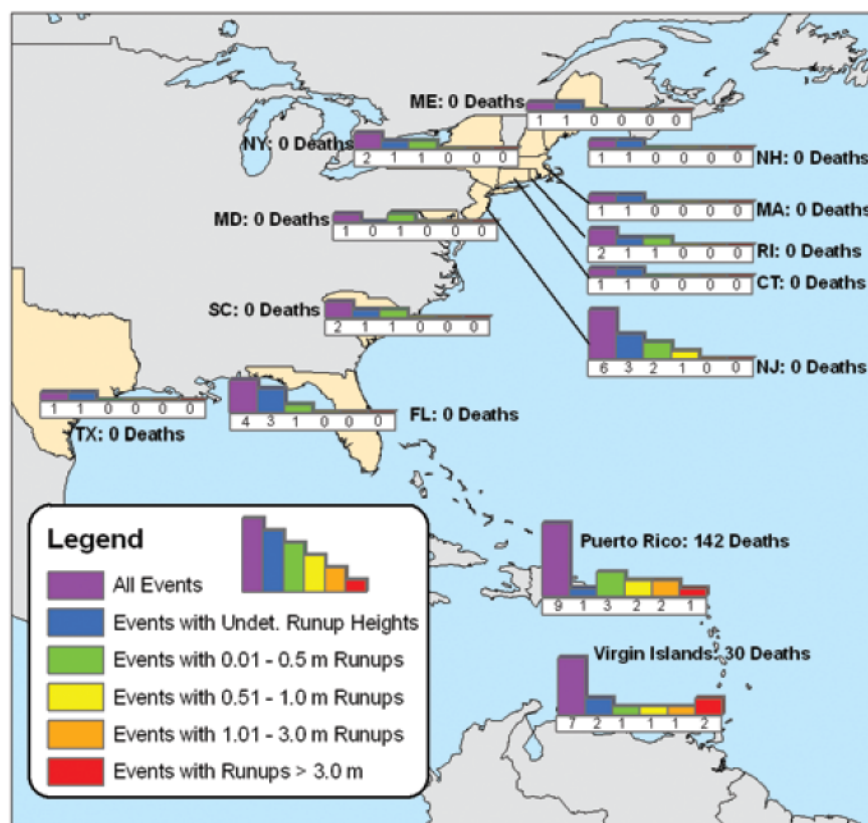 ME: 0 Deaths
1 1 0 0 0 0
NY: 0 Deaths
2 1 1 0 0 0
NH: 0 Deaths
1 1 0 0 0 0
MD: 0 Deaths
1 0 1 0 0 0
MA: 0 Deaths
1 1 0 0 0 0
RI: 0 Deaths
2 1 1 0 0 0
CT: 0 Deaths
1 1 0 0 0 0
SC: 0 Deaths
2 1 1 0 0 0
NJ: 0 Deaths
6 3 2 1 0 0
TX: 0 Deaths
1 1 0 0 0 0
FL: 0 Deaths
4 3 1 0 0 0
Puerto Rico: 142 Deaths
9 1 3 2 2 1
Virgin Islands: 30 Deaths
7 2 1 1 1 2
Legend
All Events
Events with Undet. Runup Heights
Events with 0.01 - 0.5 m Runups
Events with 0.51 - 1.0 m Runups
Events with 1.01 - 3.0 m Runups
Events with Runups > 3.0 m